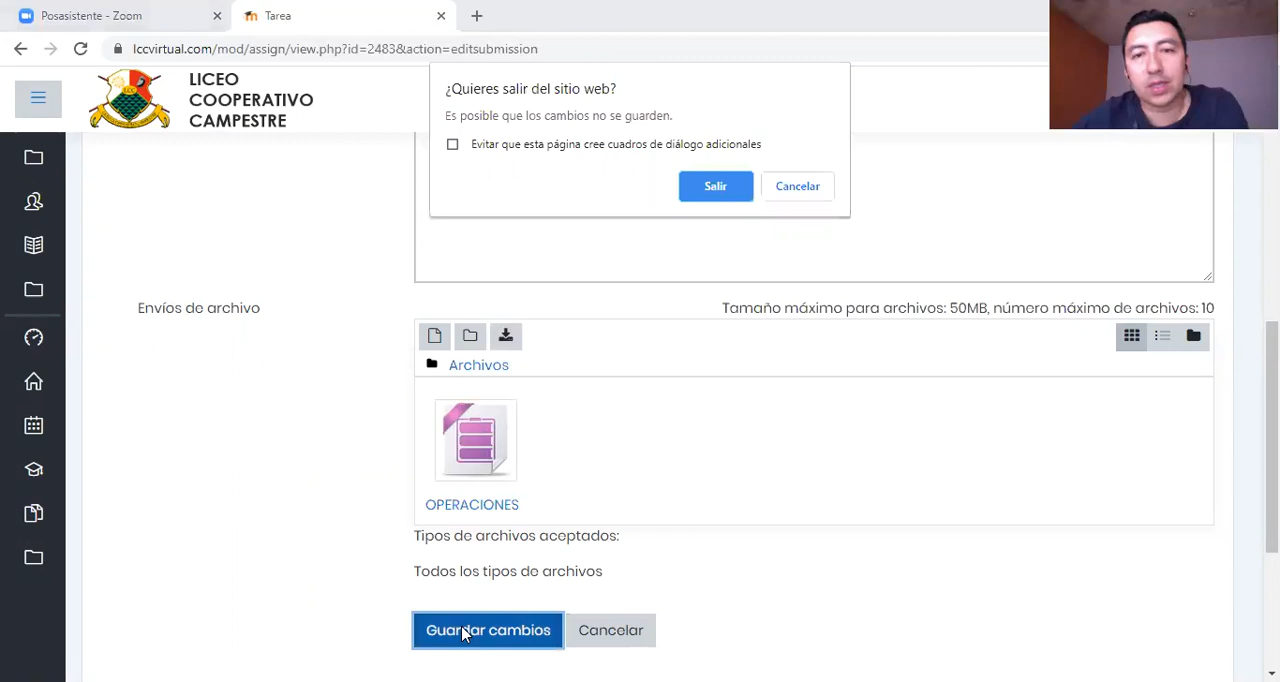 Posasistente - Zoom
Tarea
lccvirtual.com/mod/assign/view.php?id=2483&action=editsubmission
LICEO
COOPERATIVO
CAMPESTRE
¿Quieres salir del sitio web?
Es posible que los cambios no se guarden.
Evitar que esta página cree cuadros de diálogo adicionales
Salir
Cancelar
Envíos de archivo
Tamaño máximo para archivos: 50MB, número máximo de archivos: 10
Archivos
OPERACIONES
Tipos de archivos aceptados:
Todos los tipos de archivos
Guardar cambios
Cancelar